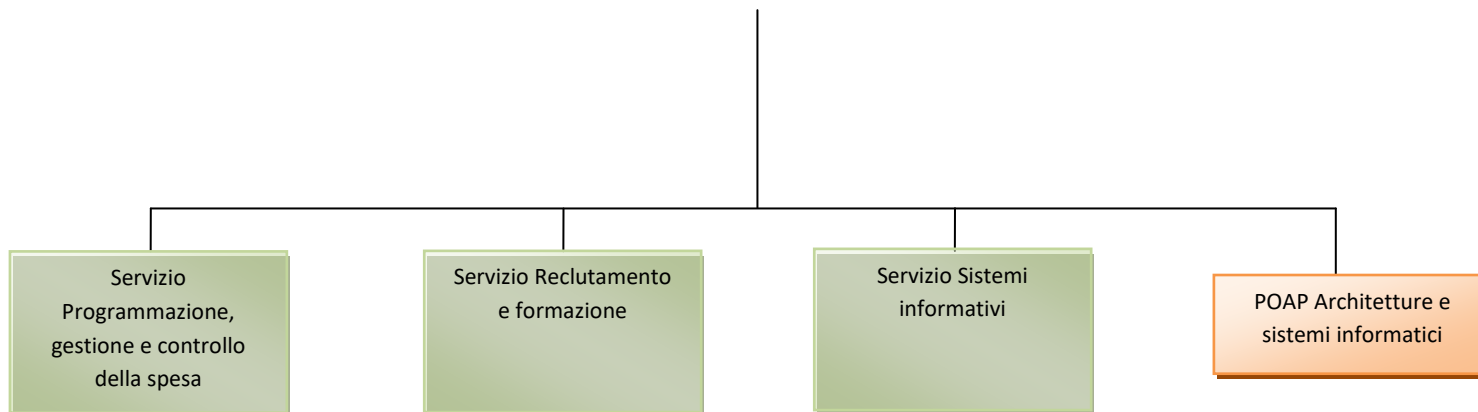 Servizio
Programmazione,
gestione e controllo
della spesa
Servizio Reclutamento
e formazione
Servizio Sistemi
informativi
POAP Architetture e
sistemi informatici